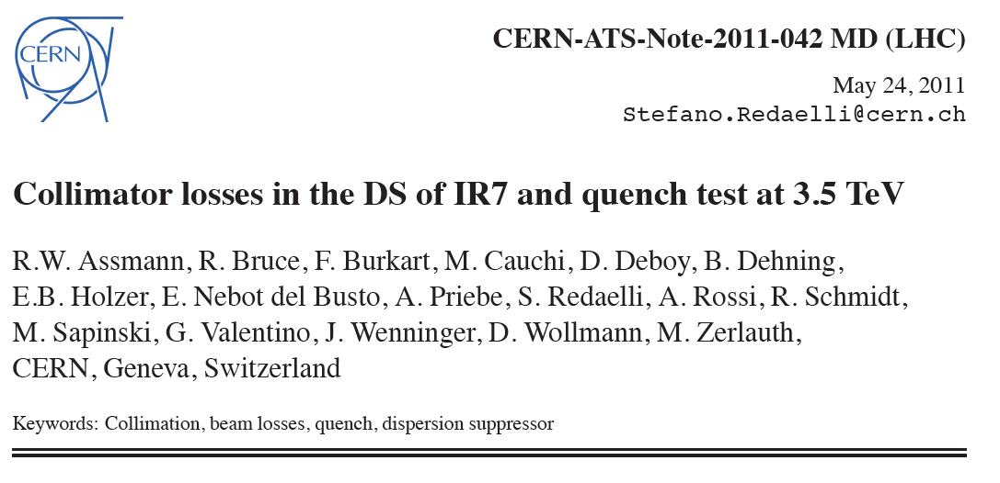 CERN
CERN-ATS-Note-2011-042 MD (LHC)
May 24, 2011
Stefano.Redaelli@cern.ch
Collimator losses in the DS of IR7 and quench test at 3.5 TeV
R.W. Assmann, R. Bruce, F. Burkart, M. Cauchi, D. Deboy, B. Dehning,
E.B. Holzer, E. Nebot del Busto, A. Priebe, S. Redaelli, A. Rossi, R. Schmidt,
M. Sapinski, G. Valentino, J. Wenninger, D. Wollmann, M. Zerlauth,
CERN, Geneva, Switzerland
Keywords: Collimation, beam losses, quench, dispersion suppressor